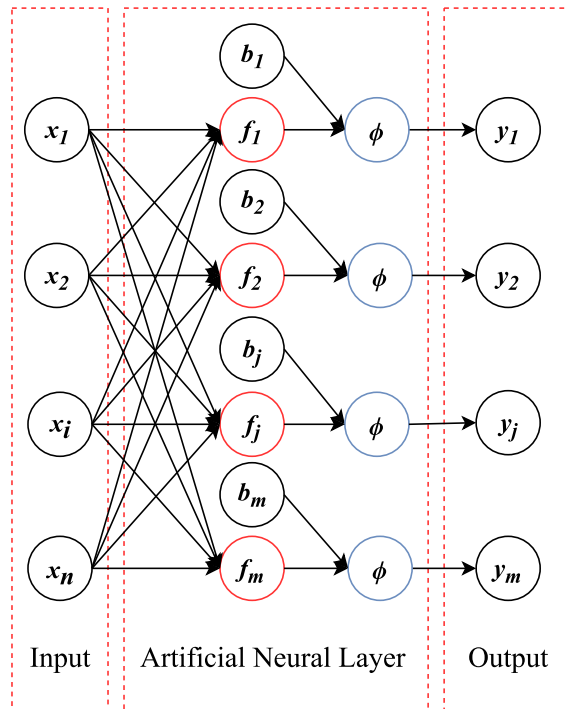 b1
x1 f1 ϕ y1
b2
x2 f2 ϕ y2
bj
xi fj ϕ yj
bm
xn fm ϕ ym
Input Artificial Neural Layer Output